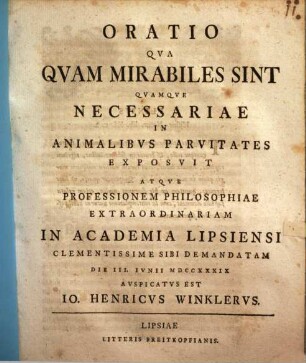 11.
ORATIO
QVA
QVAM MIRABILES SINT
QVAMQVE
NECESSARIAE
IN
ANIMALIBVS PARVITATES
EXPOSVIT
ATQVE
PROFESSIONEM PHILOSOPHIAE
EXTRAORDINARIAM
IN ACADEMIA LIPSIENSI
CLEMENTISSIME SIBI DEMANDATAM
DIE III. IVNII MDCCXXXIX
AVSPICATVS EST
IO. HENRICVS WINKLERVS.
LIPSIAE
LITTERIS BREITKOPFIANIS.